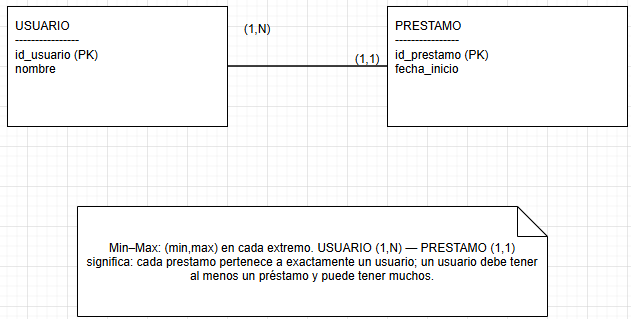 USUARIO
----------------
id_usuario (PK)
nombre
(1,N)
(1,1)
PRESTAMO
----------------
id_prestamo (PK)
fecha_inicio
Min–Max: (min,max) en cada extremo. USUARIO (1,N) — PRESTAMO (1,1)
significa: cada prestamo pertenece a exactamente un usuario; un usuario debe tener
al menos un préstamo y puede tener muchos.